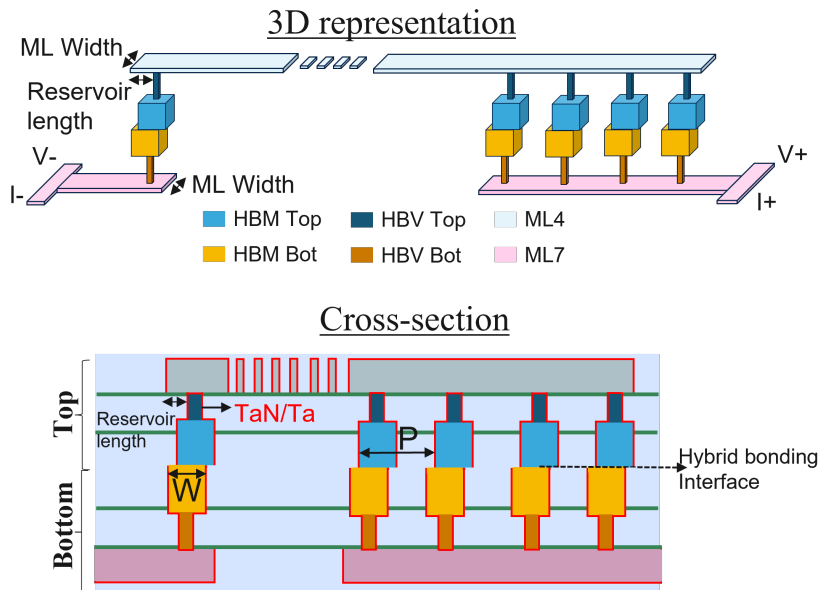 3D representation
ML Width
Reservoir
length
V-
I-
ML Width
V+
I+
HBM Top
HBV Top
ML4
HBM Bot
HBV Bot
ML7
Cross-section
Top
Bottom
Reservoir
length
TaN/Ta
P
W
Hybrid bonding
Interface